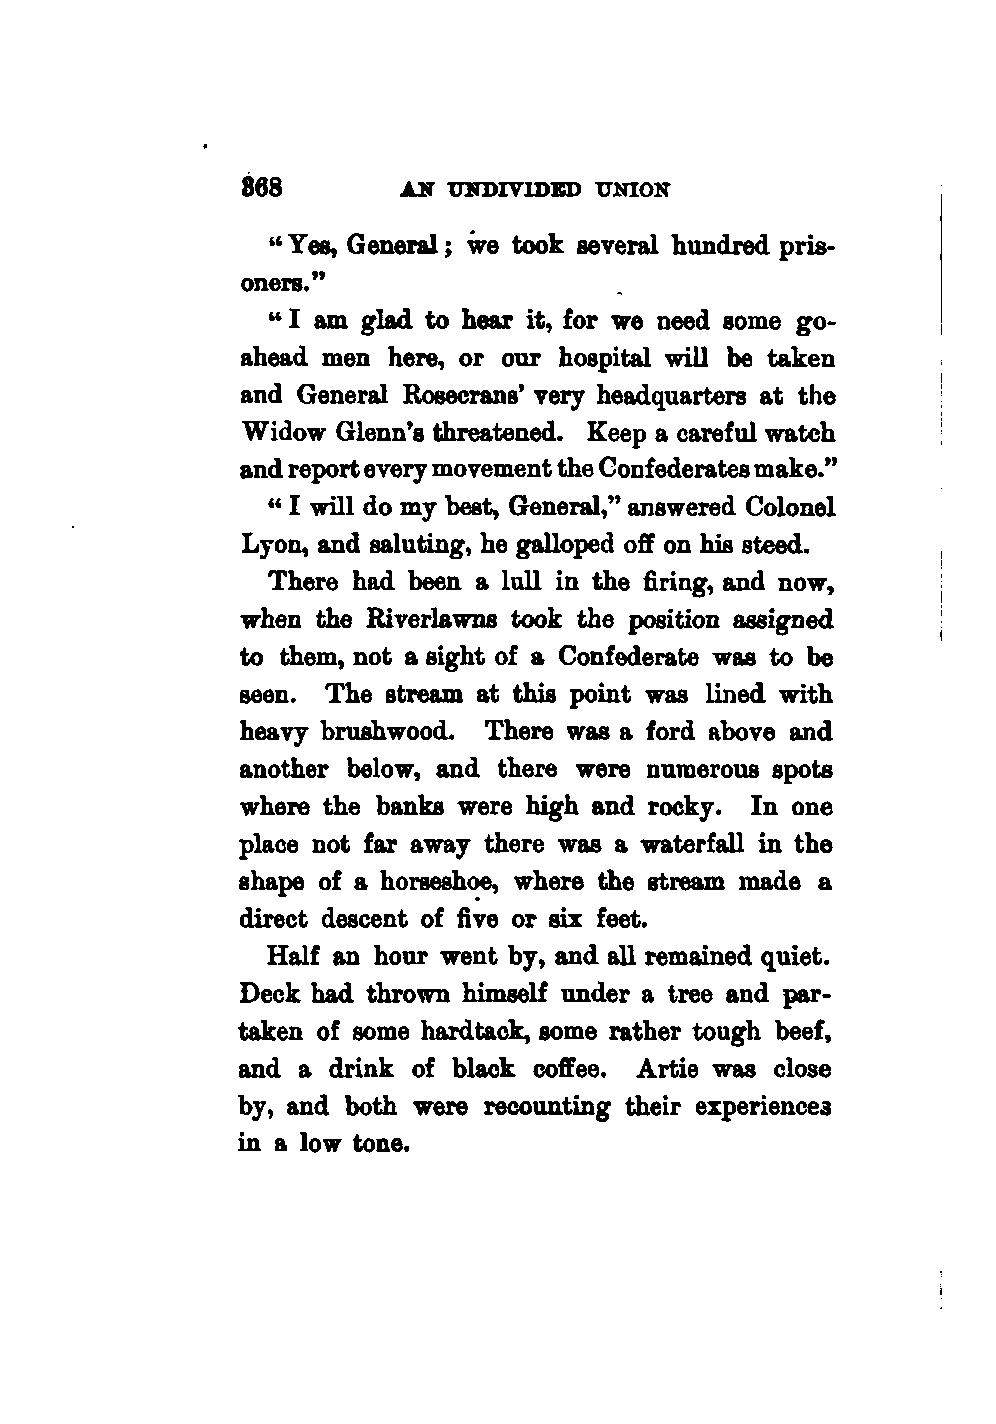 368 AN UNDIVIDED UNION
“Yes, General; we took several hundred pris-
oners.”
“I am glad to hear it, for we need some go-
ahead men here, or our hospital will be taken
and General Rosecrans’ very headquarters at the
Widow Glenn’s threatened. Keep a careful watch
and report every movement the Confederates make.”
“I will do my best, General,” answered Colonel
Lyon, and saluting, he galloped off on his steed.
There had been a lull in the firing, and now,
when the Riverlawns took the position assigned
to them, not a sight of a Confederate was to be
seen. The stream at this point was lined with
heavy brushwood. There was a ford above and
another below, and there were numerous spots
where the banks were high and rocky. In one
place not far away there was a waterfall in the
shape of a horseshoe, where the stream made a
direct descent of five or six feet.
Half an hour went by, and all remained quiet.
Deck had thrown himself under a tree and par-
taken of some hardtack, some rather tough beef,
and a drink of black coffee. Artie was close
by, and both were recounting their experiences
in a low tone.